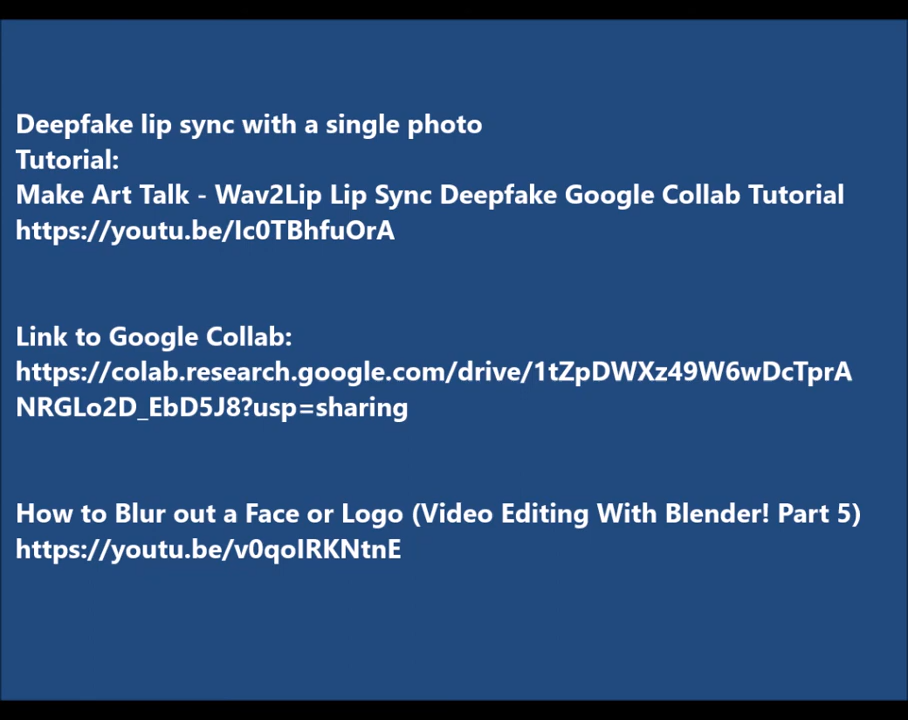 Deepfake lip sync with a single photo
Tutorial:
Make Art Talk - Wav2Lip Lip Sync Deepfake Google Collab Tutorial
https://youtu.be/Ic0TBhfuOrA
Link to Google Collab:
https://colab.research.google.com/drive/1tZpDWXz49W6wDcTprA
NRGLo2D_EbD5J8?usp=sharing
How to Blur out a Face or Logo (Video Editing With Blender! Part 5)
https://youtu.be/v0qoIRKNtnE